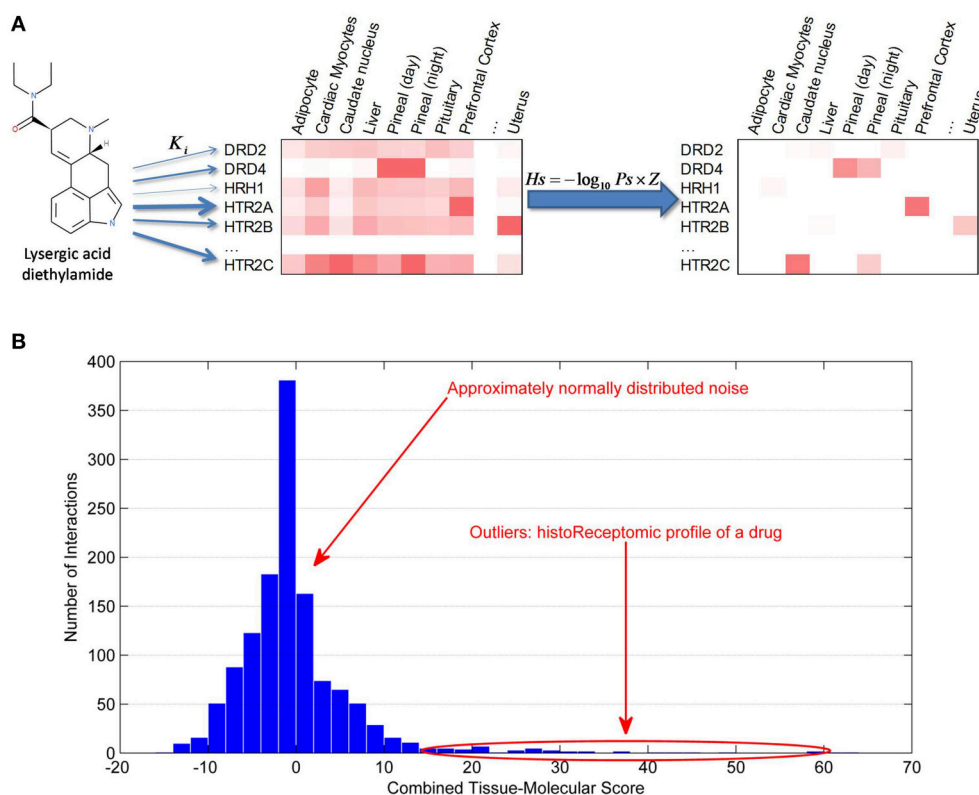 A
N
O
N
H
N
Lysergic acid
diethylamide
K_i
Adipocyte
Cardiac Myocytes
Caudate nucleus
Liver
Pineal (day)
Pineal (night)
Pituitary
Prefrontal Cortex
...
Uterus
DRD2
DRD4
HRH1
HTR2A
HTR2B
...
HTR2C
Hs = −log₁₀ Ps × Z
Adipocyte
Cardiac Myocytes
Caudate nucleus
Liver
Pineal (day)
Pineal (night)
Pituitary
Prefrontal Cortex
...
Uterus
DRD2
DRD4
HRH1
HTR2A
HTR2B
...
HTR2C
B
400
350
300
250
200
150
100
50
0
Number of Interactions
Approximately normally distributed noise
Outliers: histoReceptomic profile of a drug
-20 -10 0 10 20 30 40 50 60 70
Combined Tissue-Molecular Score